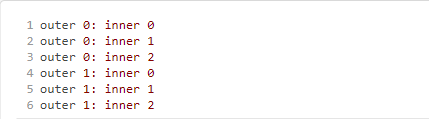 1 outer 0: inner 0
2 outer 0: inner 1
3 outer 0: inner 2
4 outer 1: inner 0
5 outer 1: inner 1
6 outer 1: inner 2